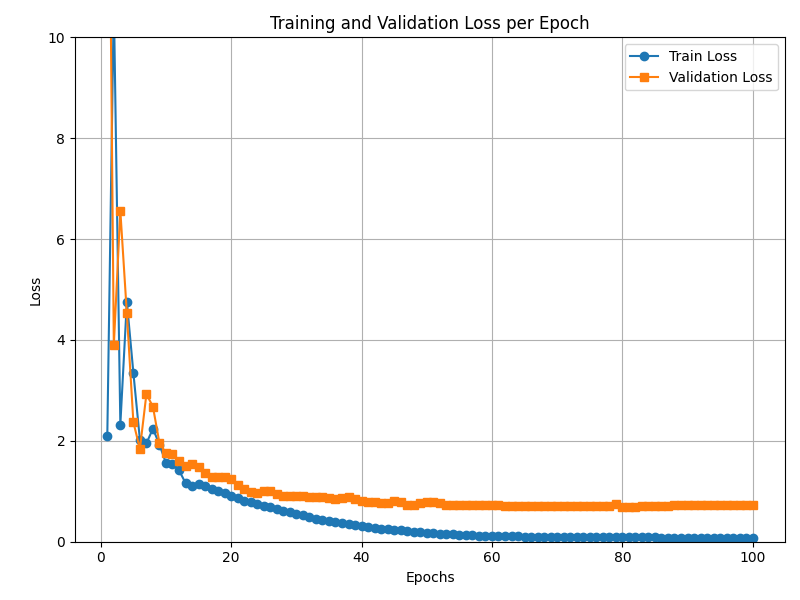 Training and Validation Loss per Epoch
Train Loss
Validation Loss
10
8
6
4
2
0
Loss
0 20 40 60 80 100
Epochs